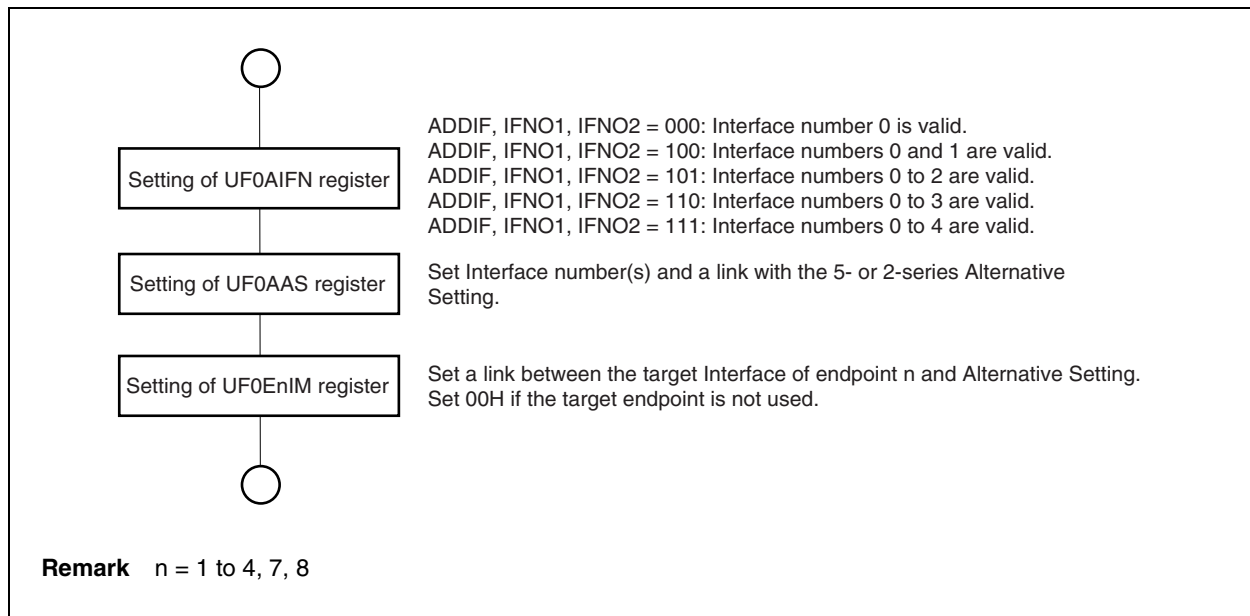 Setting of UF0AIFN register
ADDIF, IFNO1, IFNO2 = 000: Interface number 0 is valid.
ADDIF, IFNO1, IFNO2 = 100: Interface numbers 0 and 1 are valid.
ADDIF, IFNO1, IFNO2 = 101: Interface numbers 0 to 2 are valid.
ADDIF, IFNO1, IFNO2 = 110: Interface numbers 0 to 3 are valid.
ADDIF, IFNO1, IFNO2 = 111: Interface numbers 0 to 4 are valid.
Setting of UF0AAS register
Set Interface number(s) and a link with the 5- or 2-series Alternative
Setting.
Setting of UF0EnIM register
Set a link between the target Interface of endpoint n and Alternative Setting.
Set 00H if the target endpoint is not used.
Remark n = 1 to 4, 7, 8